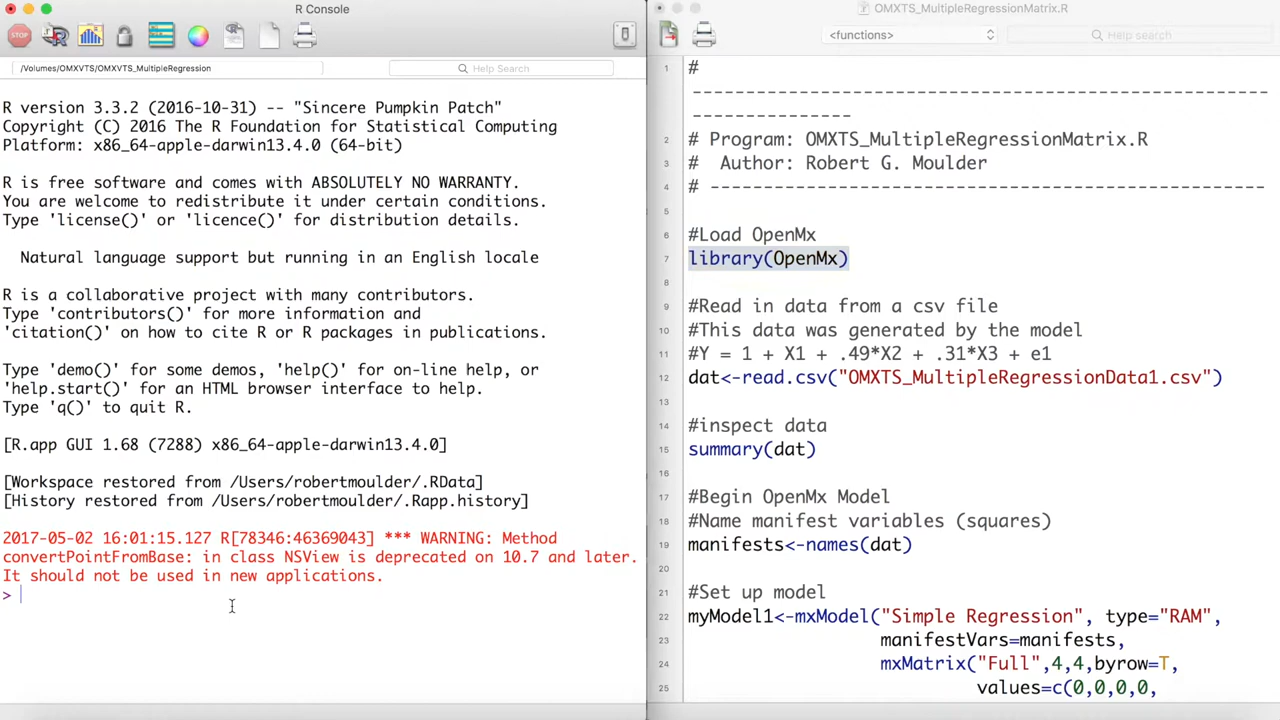 R Console
STOP
/Volumes/OMXVTS/OMXVTS_MultipleRegression
Help Search
R version 3.3.2 (2016-10-31) -- "Sincere Pumpkin Patch"
Copyright (C) 2016 The R Foundation for Statistical Computing
Platform: x86_64-apple-darwin13.4.0 (64-bit)
R is free software and comes with ABSOLUTELY NO WARRANTY.
You are welcome to redistribute it under certain conditions.
Type 'license()' or 'licence()' for distribution details.
Natural language support but running in an English locale
R is a collaborative project with many contributors.
Type 'contributors()' for more information and
'citation()' on how to cite R or R packages in publications.
Type 'demo()' for some demos, 'help()' for on-line help, or
'help.start()' for an HTML browser interface to help.
Type 'q()' to quit R.
[R.app GUI 1.68 (7288) x86_64-apple-darwin13.4.0]
[Workspace restored from /Users/robertmoulder/.RData]
[History restored from /Users/robertmoulder/.Rapp.history]
2017-05-02 16:01:15.127 R[78346:46369043] *** WARNING: Method
convertPointFromBase: in class NSView is deprecated on 10.7 and later.
It should not be used in new applications.
>
OMXTS_MultipleRegressionMatrix.R
<functions>
Help search
1 #
------------------------------------------------------
---------------
2 # Program: OMXTS_MultipleRegressionMatrix.R
3 #  Author: Robert G. Moulder
4 # ----------------------------------------------------
5
6 #Load OpenMx
7 library(OpenMx)
8
9 #Read in data from a csv file
10 #This data was generated by the model
11 #Y = 1 + X1 + .49*X2 + .31*X3 + e1
12 dat<-read.csv("OMXTS_MultipleRegressionData1.csv")
13
14 #inspect data
15 summary(dat)
16
17 #Begin OpenMx Model
18 #Name manifest variables (squares)
19 manifests<-names(dat)
20
21 #Set up model
22 myModel1<-mxModel("Simple Regression", type="RAM",
23 manifestVars=manifests,
24 mxMatrix("Full",4,4,byrow=T,
25 values=c(0,0,0,0,